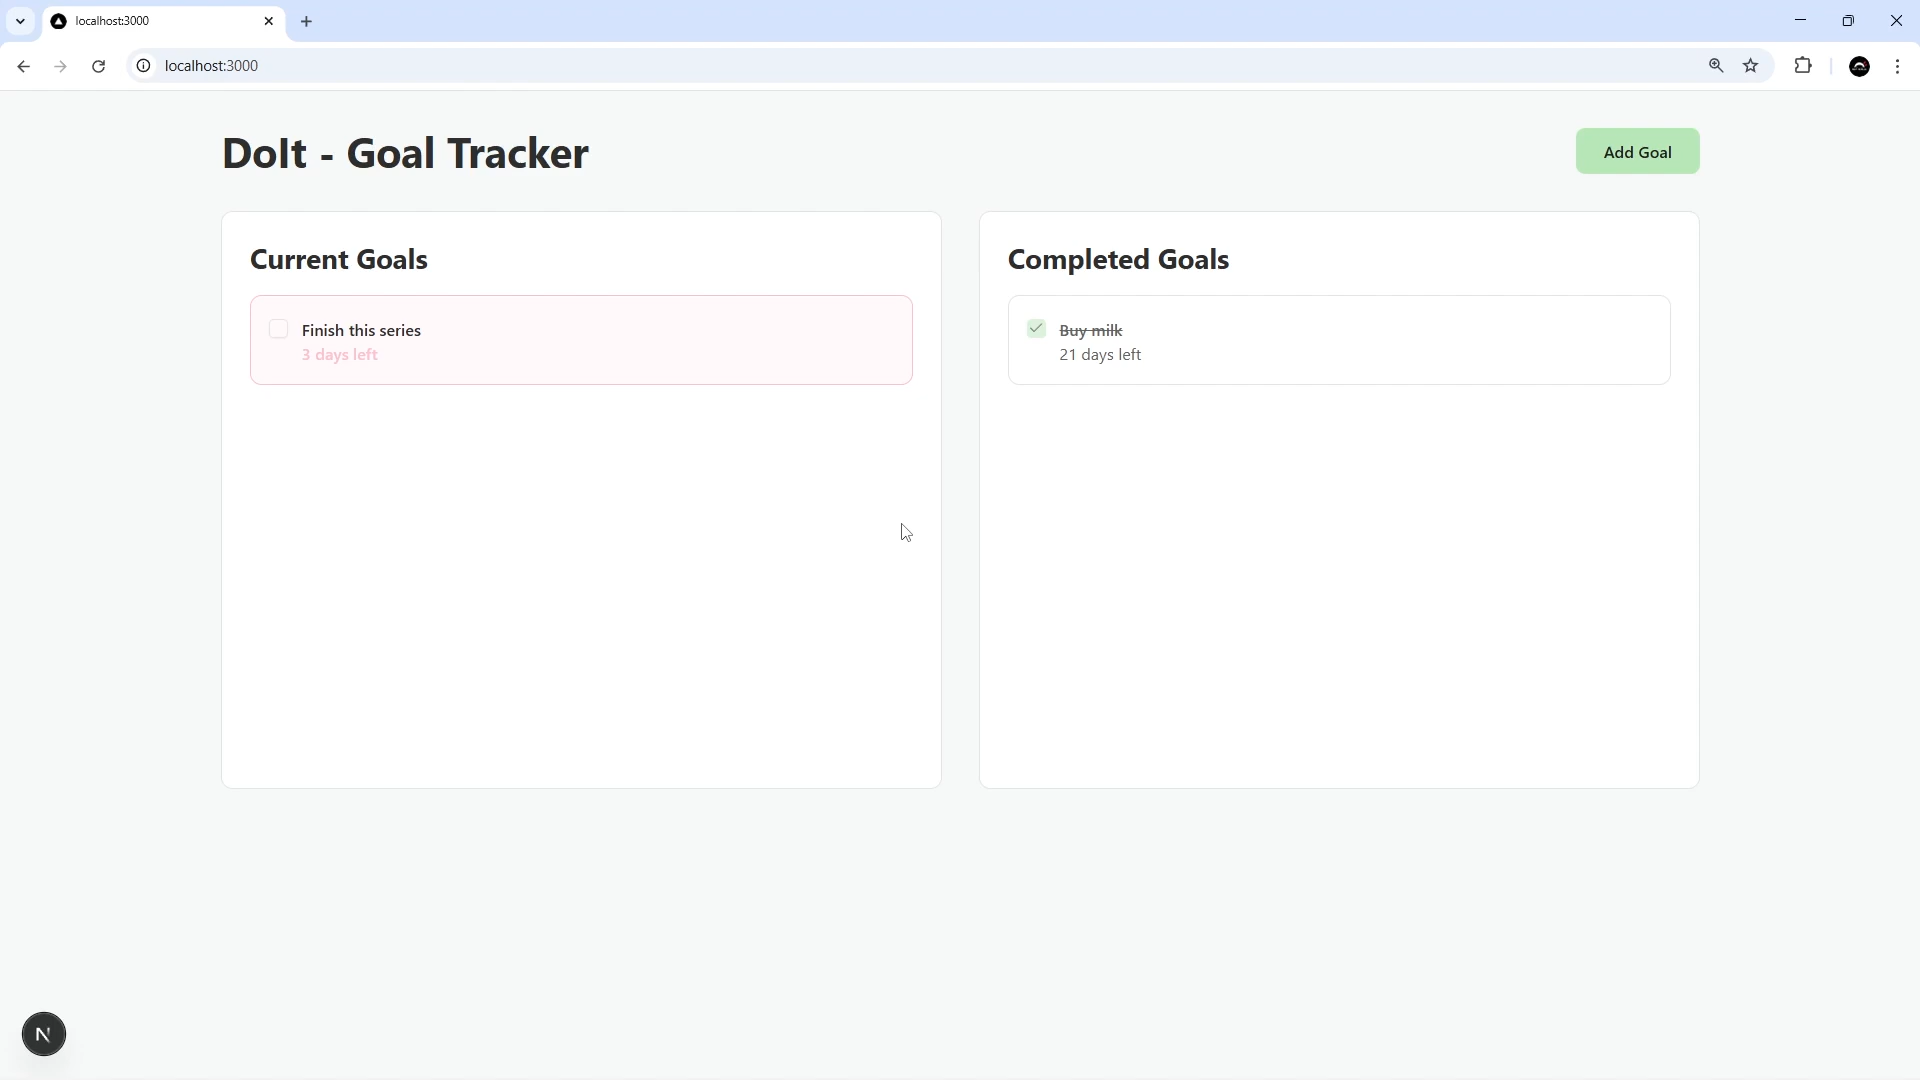 localhost:3000
localhost:3000
DoIt - Goal Tracker
Add Goal
Current Goals
Finish this series
3 days left
Completed Goals
Buy milk
21 days left
N